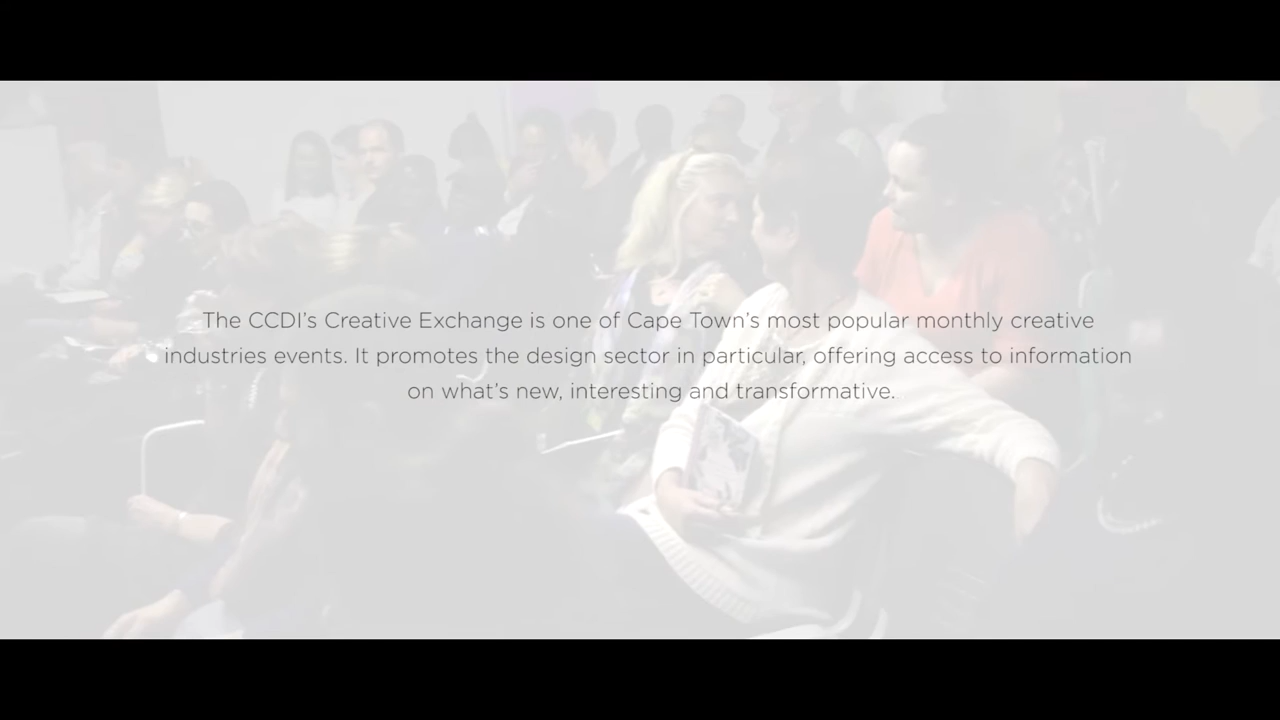 The CCDI’s Creative Exchange is one of Cape Town’s most popular monthly creative
industries events. It promotes the design sector in particular, offering access to information
on what’s new, interesting and transformative.